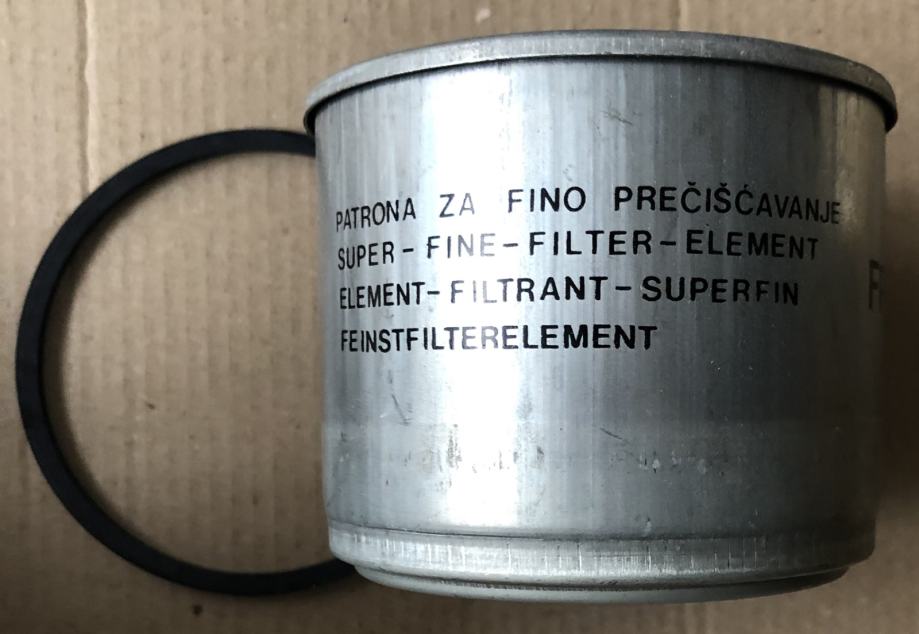 PATRONA ZA FINO PREČIŠĆAVANJE
SUPER-FINE-FILTER-ELEMENT
ELEMENT-FILTRANT-SUPERFIN
FEINSTFILTERELEMENT